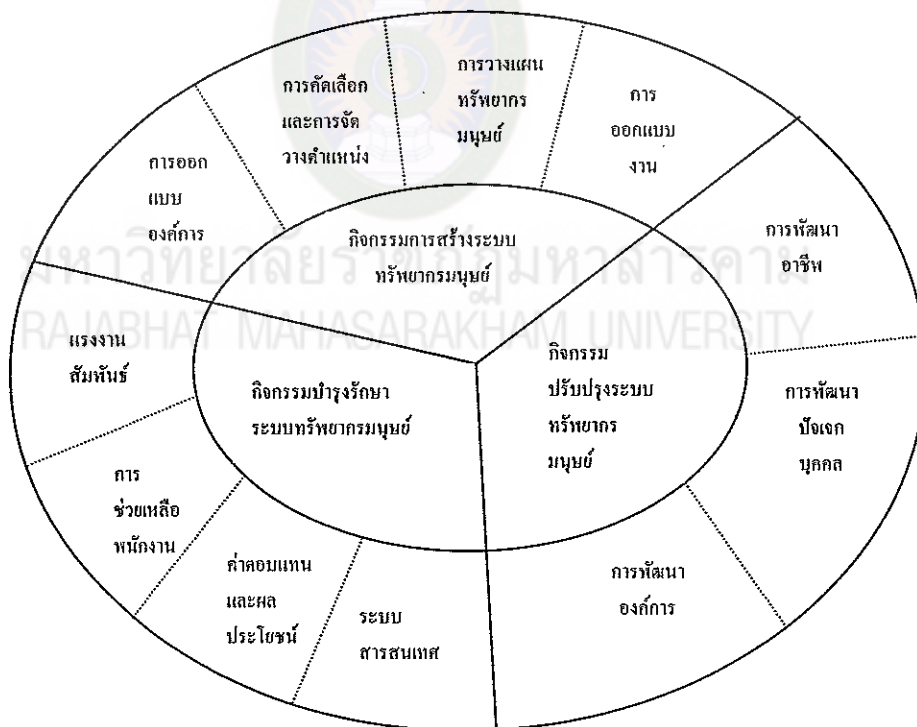 การวางแผน
ทรัพยากร
มนุษย์
การคัดเลือก
และการจัด
วางตำแหน่ง
การ
ออกแบบ
งาน
การออก
แบบ
องค์การ
กิจกรรมการสร้างระบบ
ทรัพยากรมนุษย์
การพัฒนา
อาชีพ
มหาวิทยาลัยราชภัฏมหาสารคาม
RAJABHAT MAHASARAKHAM UNIVERSITY
แรงงาน
สัมพันธ์
กิจกรรมบำรุงรักษา
ระบบทรัพยากรมนุษย์
กิจกรรม
ปรับปรุงระบบ
ทรัพยากร
มนุษย์
การพัฒนา
ปัจเจก
บุคคล
การ
ช่วยเหลือ
พนักงาน
ค่าตอบแทน
และผล
ประโยชน์
ระบบ
สารสนเทศ
การพัฒนา
องค์การ